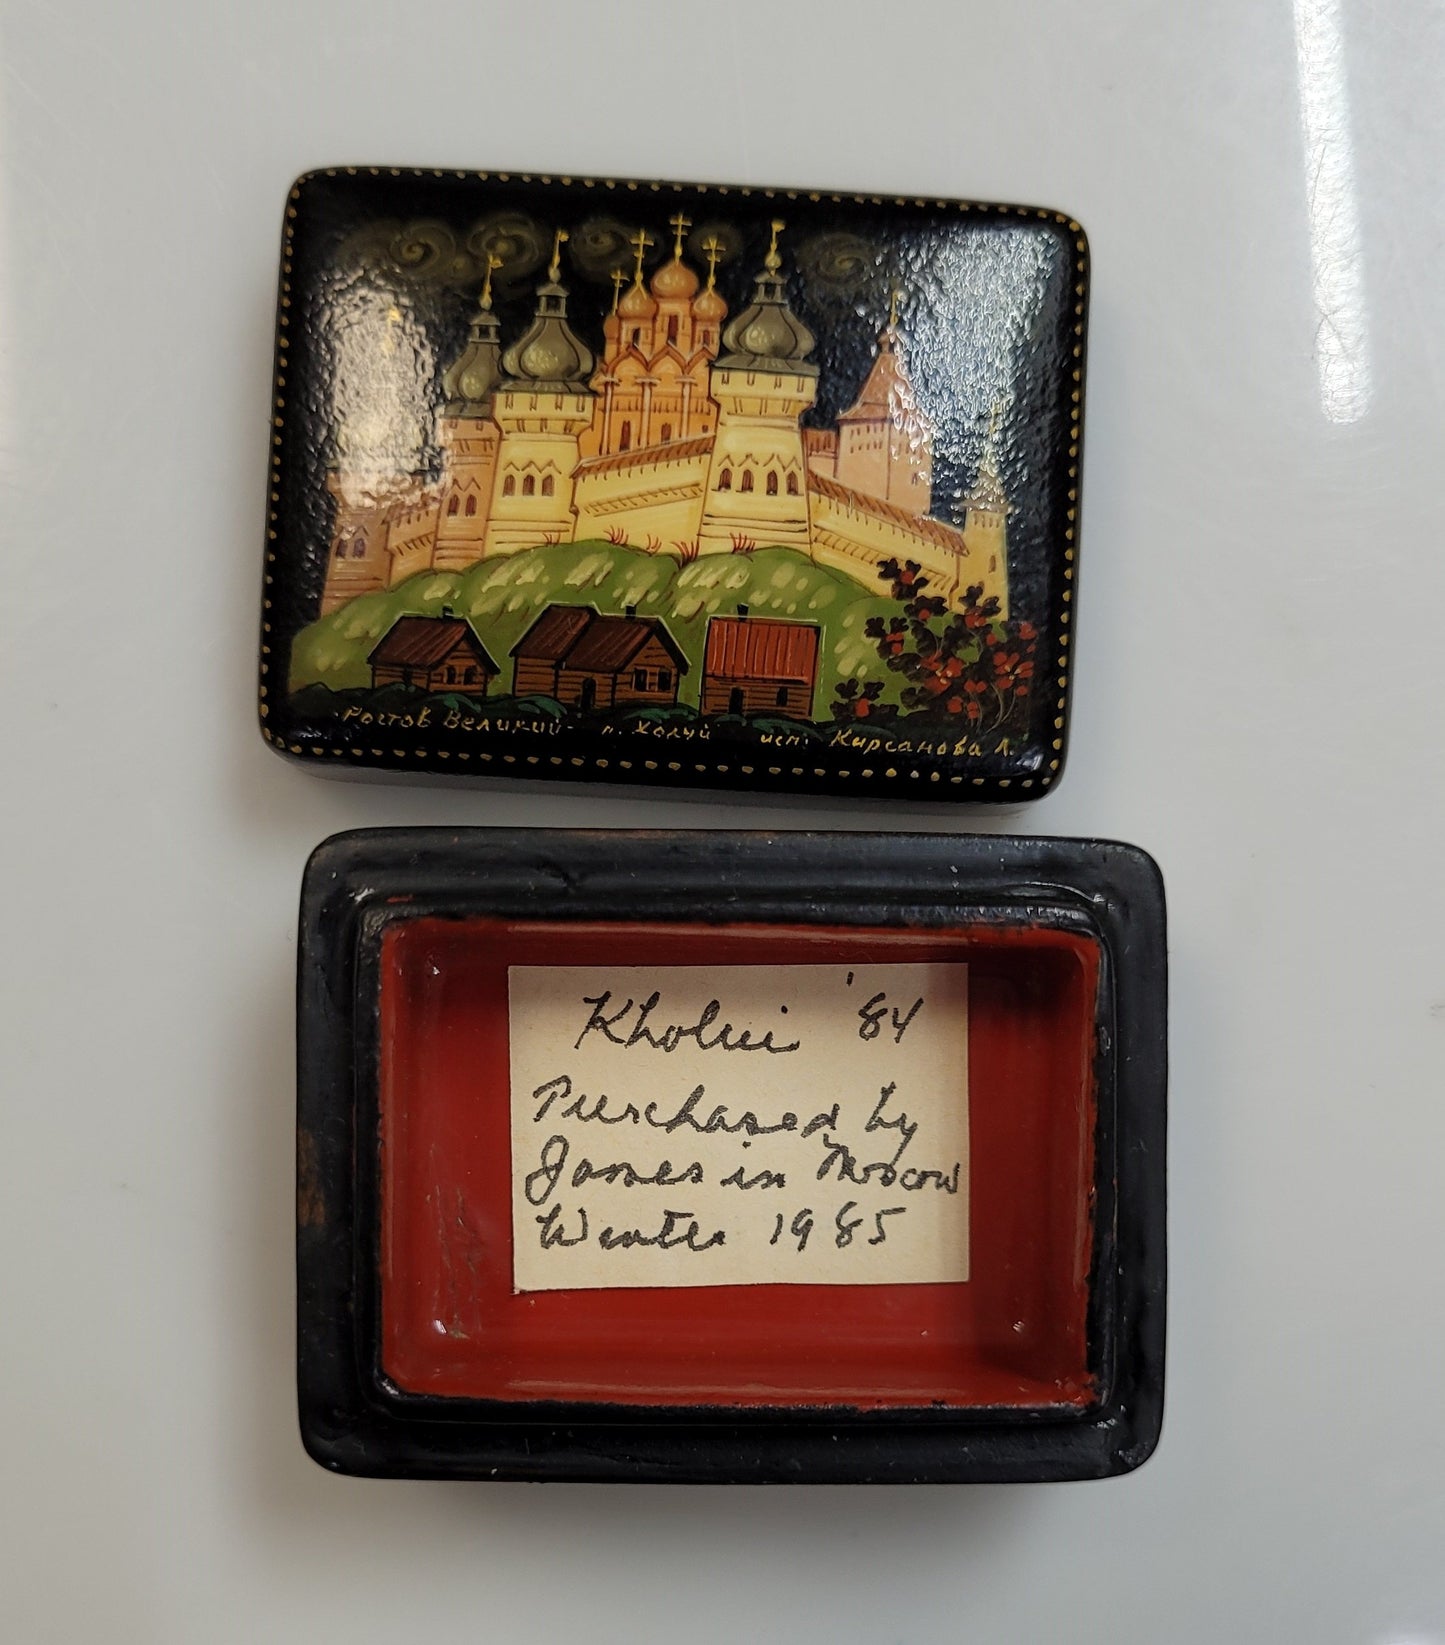 Ростов Великий п. Холуй исп. Кирсанова Л.
Kholui '84
Purchased by
James in Moscow
Winter 1985